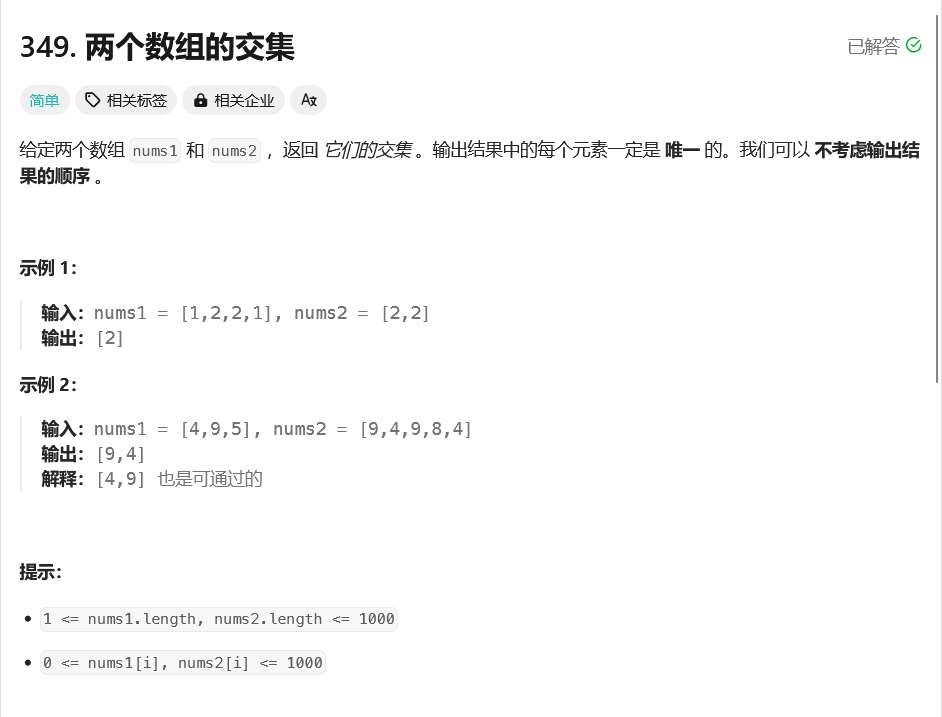 349. 两个数组的交集
已解答
简单 相关标签 相关企业 Aあ
给定两个数组 nums1 和 nums2 ，返回 它们的交集 。输出结果中的每个元素一定是 唯一 的。我们可以 不考虑输出结
果的顺序 。
示例 1：
输入：nums1 = [1,2,2,1], nums2 = [2,2]
输出：[2]
示例 2：
输入：nums1 = [4,9,5], nums2 = [9,4,9,8,4]
输出：[9,4]
解释：[4,9] 也是可通过的
提示：
1 <= nums1.length, nums2.length <= 1000
0 <= nums1[i], nums2[i] <= 1000